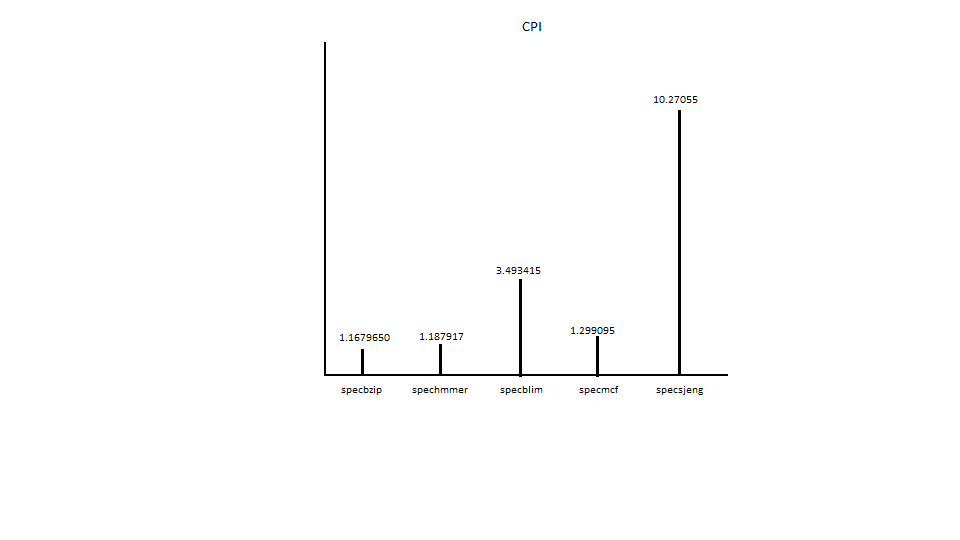 CPI
10.27055
3.493415
1.1679650
1.187917
1.299095
specbzip
spechmmer
specblim
specmcf
specsjeng